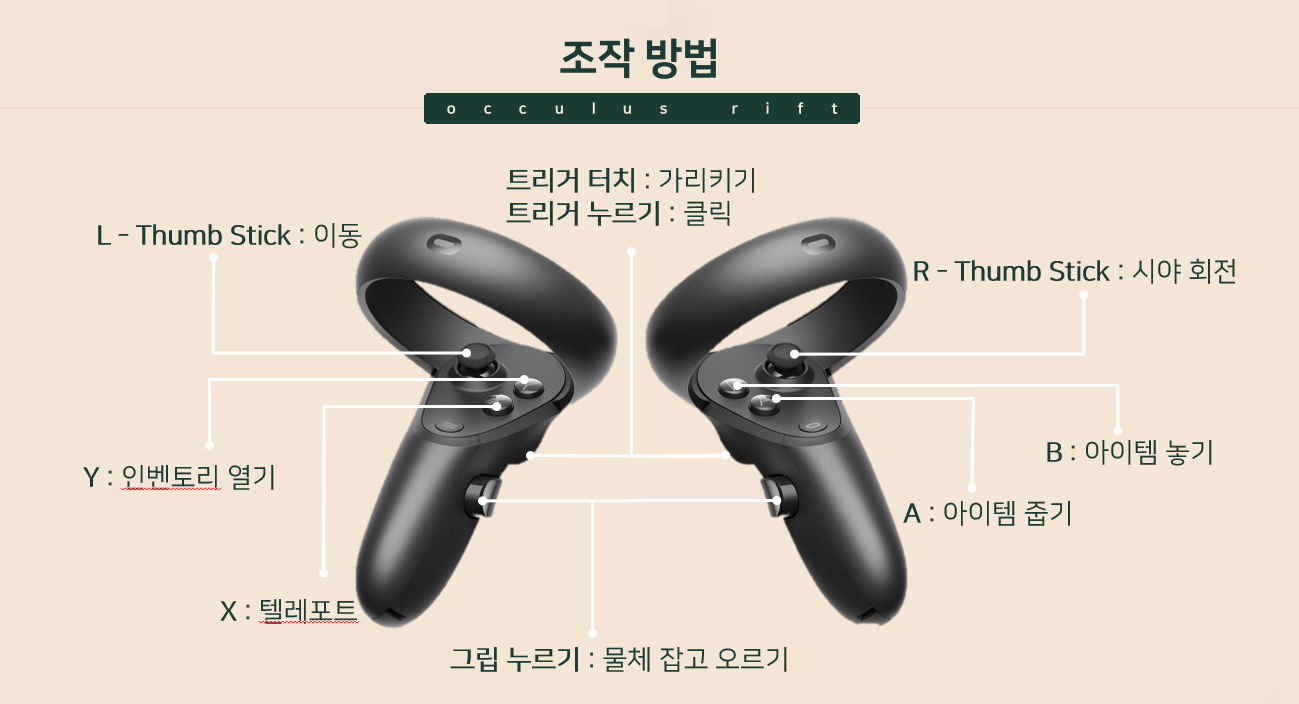 조작 방법
occulus rift
트리거 터치 : 가리키기
트리거 누르기 : 클릭
L - Thumb Stick : 이동
R - Thumb Stick : 시야 회전
Y : 인벤토리 열기
B : 아이템 놓기
A : 아이템 줍기
X : 텔레포트
그립 누르기 : 물체 잡고 오르기